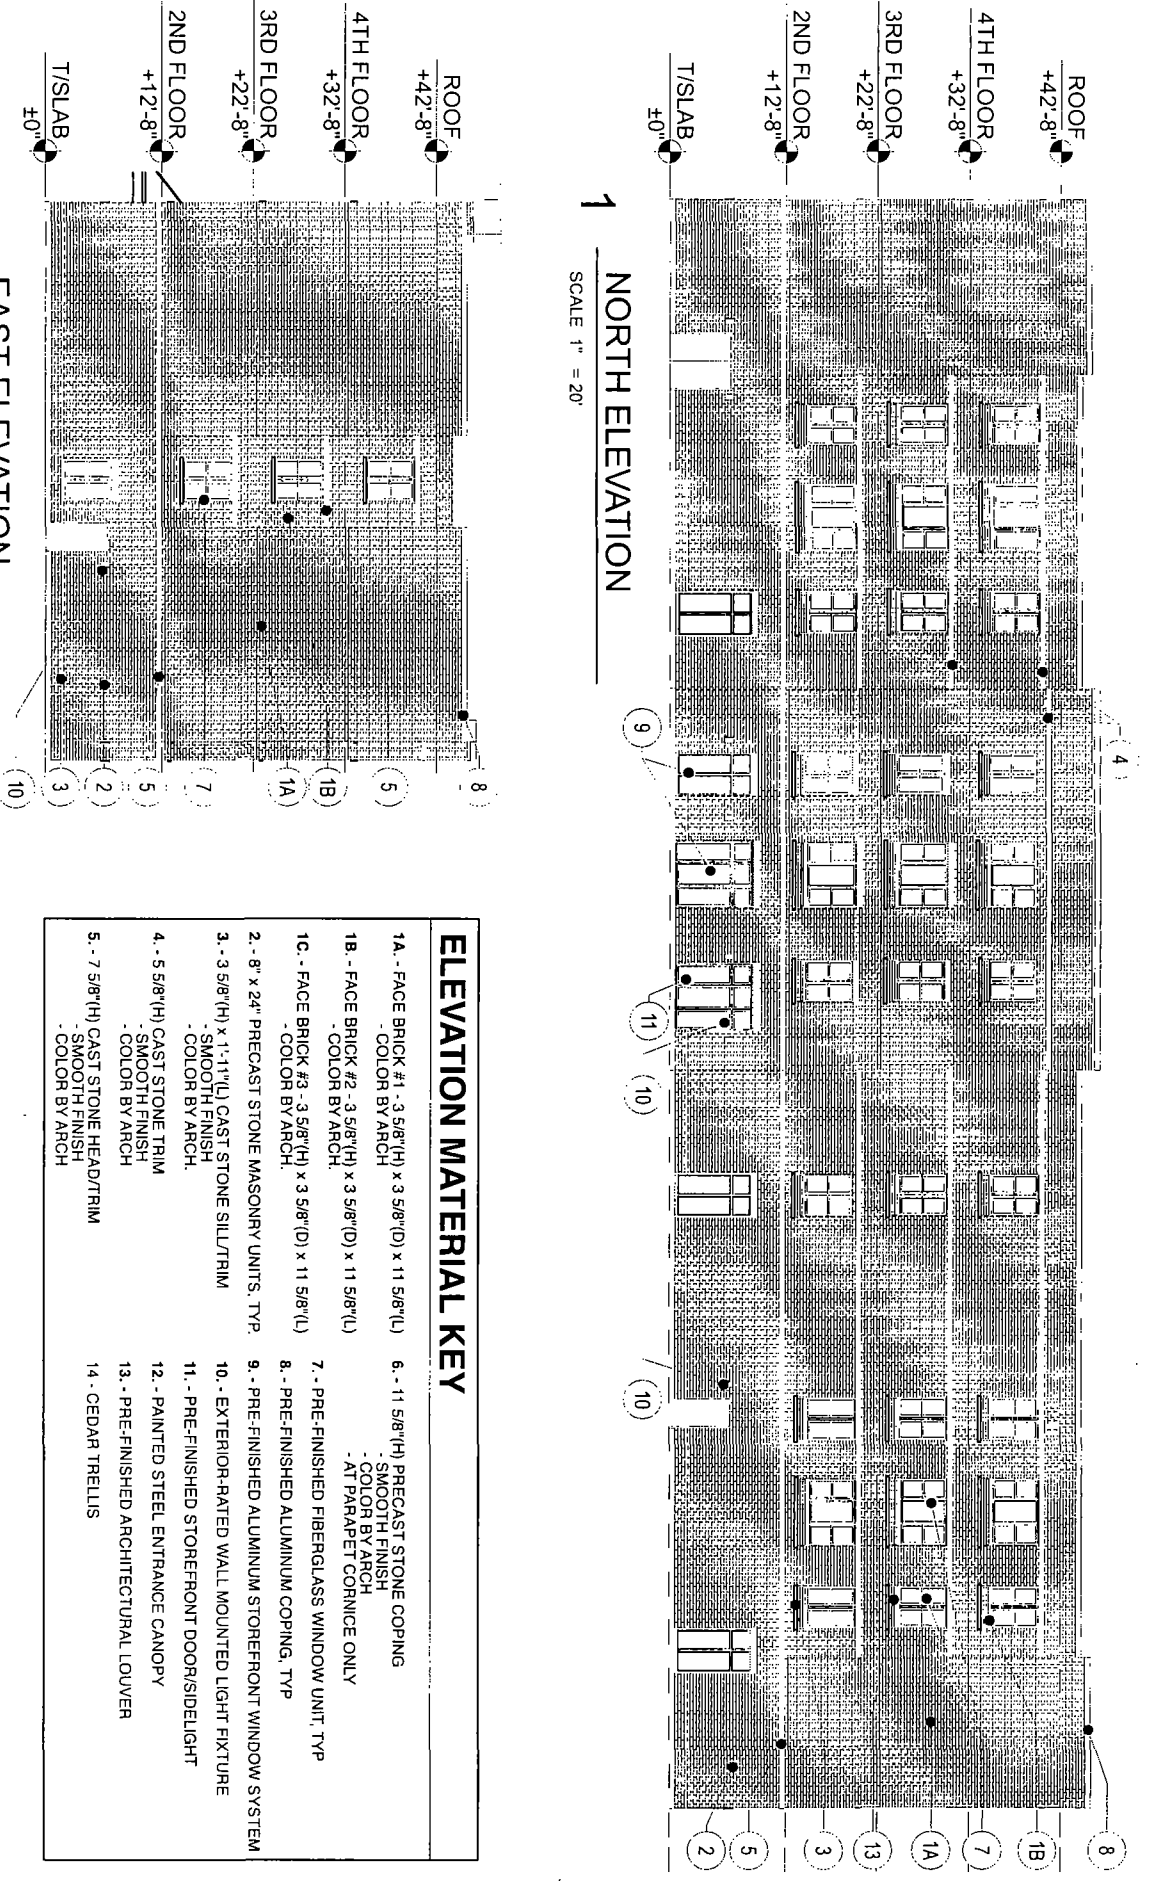 ROOF
+42'-8"
4TH FLOOR
+32'-8"
3RD FLOOR
+22'-8"
2ND FLOOR
+12'-8"
T/SLAB
±0"
4
9
11
10
10
8
1B
7
1A
13
3
5
2
1
NORTH ELEVATION
SCALE 1" = 20'
ROOF
+42'-8"
4TH FLOOR
+32'-8"
3RD FLOOR
+22'-8"
2ND FLOOR
+12'-8"
T/SLAB
±0"
8
5
1B
1A
7
5
2
3
10
EAST ELEVATION
ELEVATION MATERIAL KEY
1A. - FACE BRICK #1 - 3 5/8"(H) x 3 5/8"(D) x 11 5/8"(L)
- COLOR BY ARCH.
1B. - FACE BRICK #2 - 3 5/8"(H) x 3 5/8"(D) x 11 5/8"(L)
- COLOR BY ARCH.
1C. - FACE BRICK #3 - 3 5/8"(H) x 3 5/8"(D) x 11 5/8"(L)
- COLOR BY ARCH.
2. - 8" x 24" PRECAST STONE MASONRY UNITS, TYP.
3. - 3 5/8"(H) x 1'-11"(L) CAST STONE SILL/TRIM
- SMOOTH FINISH
- COLOR BY ARCH.
4. - 5 5/8"(H) CAST STONE TRIM
- SMOOTH FINISH
- COLOR BY ARCH
5. - 7 5/8"(H) CAST STONE HEAD/TRIM
- SMOOTH FINISH
- COLOR BY ARCH
6. - 11 5/8"(H) PRECAST STONE COPING
- SMOOTH FINISH
- COLOR BY ARCH
- AT PARAPET CORNICE ONLY
7. - PRE-FINISHED FIBERGLASS WINDOW UNIT, TYP
8. - PRE-FINISHED ALUMINUM COPING, TYP
9. - PRE-FINISHED ALUMINUM STOREFRONT WINDOW SYSTEM
10. - EXTERIOR-RATED WALL MOUNTED LIGHT FIXTURE
11. - PRE-FINISHED STOREFRONT DOOR/SIDELIGHT
12. - PAINTED STEEL ENTRANCE CANOPY
13. - PRE-FINISHED ARCHITECTURAL LOUVER
14 - CEDAR TRELLIS